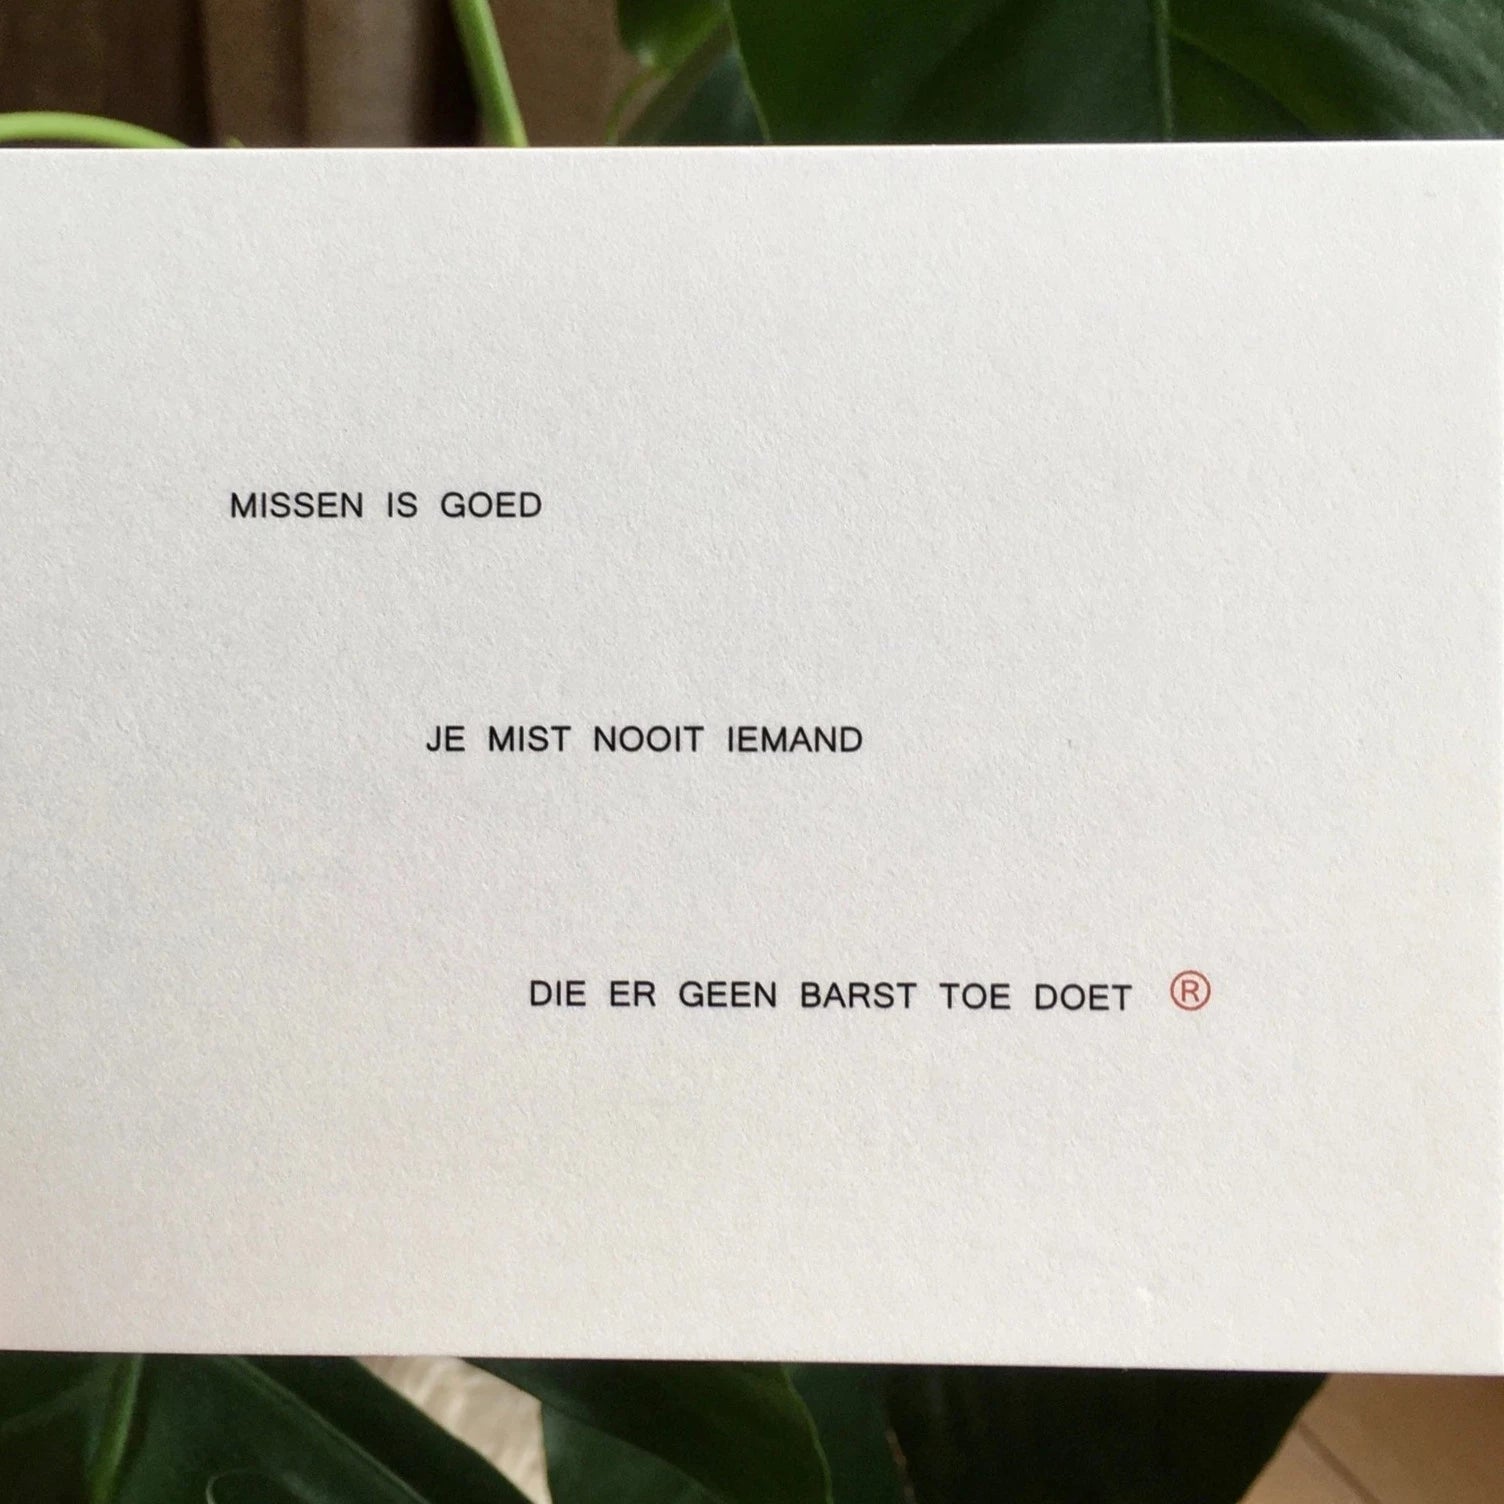 MISSEN IS GOED
JE MIST NOOIT IEMAND
DIE ER GEEN BARST TOE DOET ®